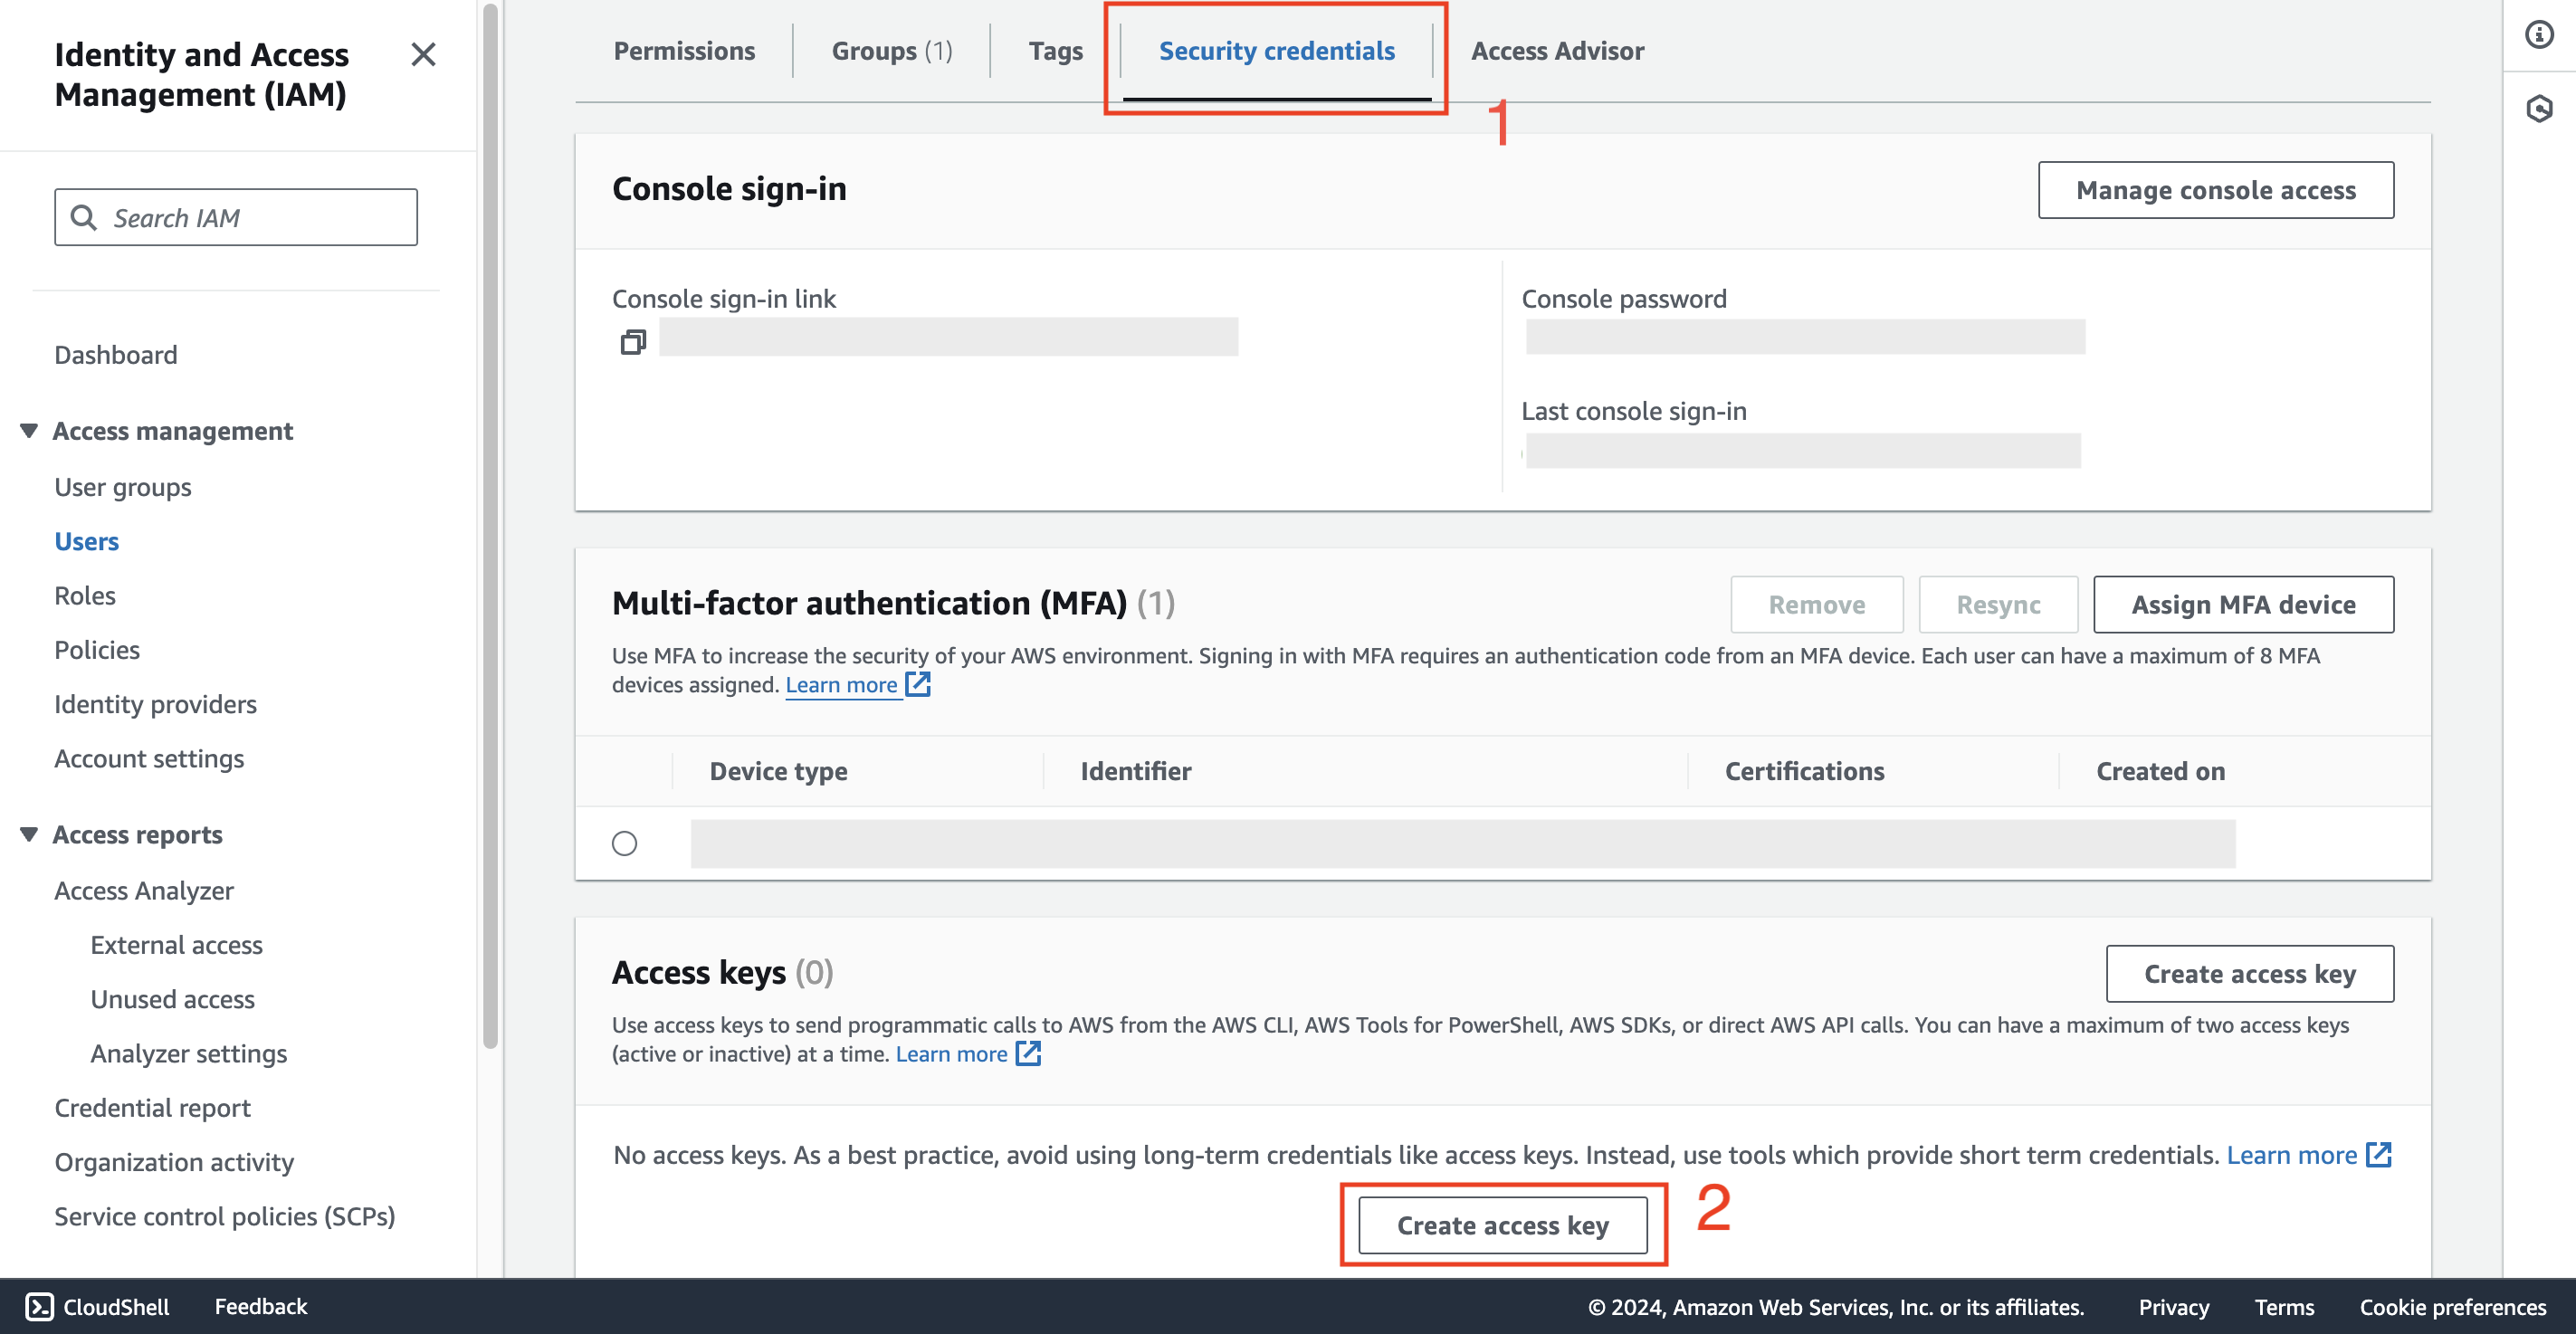 Identity and Access
Management (IAM)
Search IAM
Dashboard
Access management
User groups
Users
Roles
Policies
Identity providers
Account settings
Access reports
Access Analyzer
External access
Unused access
Analyzer settings
Credential report
Organization activity
Service control policies (SCPs)
Permissions
Groups (1)
Tags
Security credentials
Access Advisor
1
Console sign-in
Manage console access
Console sign-in link
Console password
Last console sign-in
Multi-factor authentication (MFA) (1)
Remove
Resync
Assign MFA device
Use MFA to increase the security of your AWS environment. Signing in with MFA requires an authentication code from an MFA device. Each user can have a maximum of 8 MFA
devices assigned. Learn more
Device type
Identifier
Certifications
Created on
Access keys (0)
Create access key
Use access keys to send programmatic calls to AWS from the AWS CLI, AWS Tools for PowerShell, AWS SDKs, or direct AWS API calls. You can have a maximum of two access keys
(active or inactive) at a time. Learn more
No access keys. As a best practice, avoid using long-term credentials like access keys. Instead, use tools which provide short term credentials. Learn more
Create access key
2
CloudShell
Feedback
© 2024, Amazon Web Services, Inc. or its affiliates.
Privacy
Terms
Cookie preferences